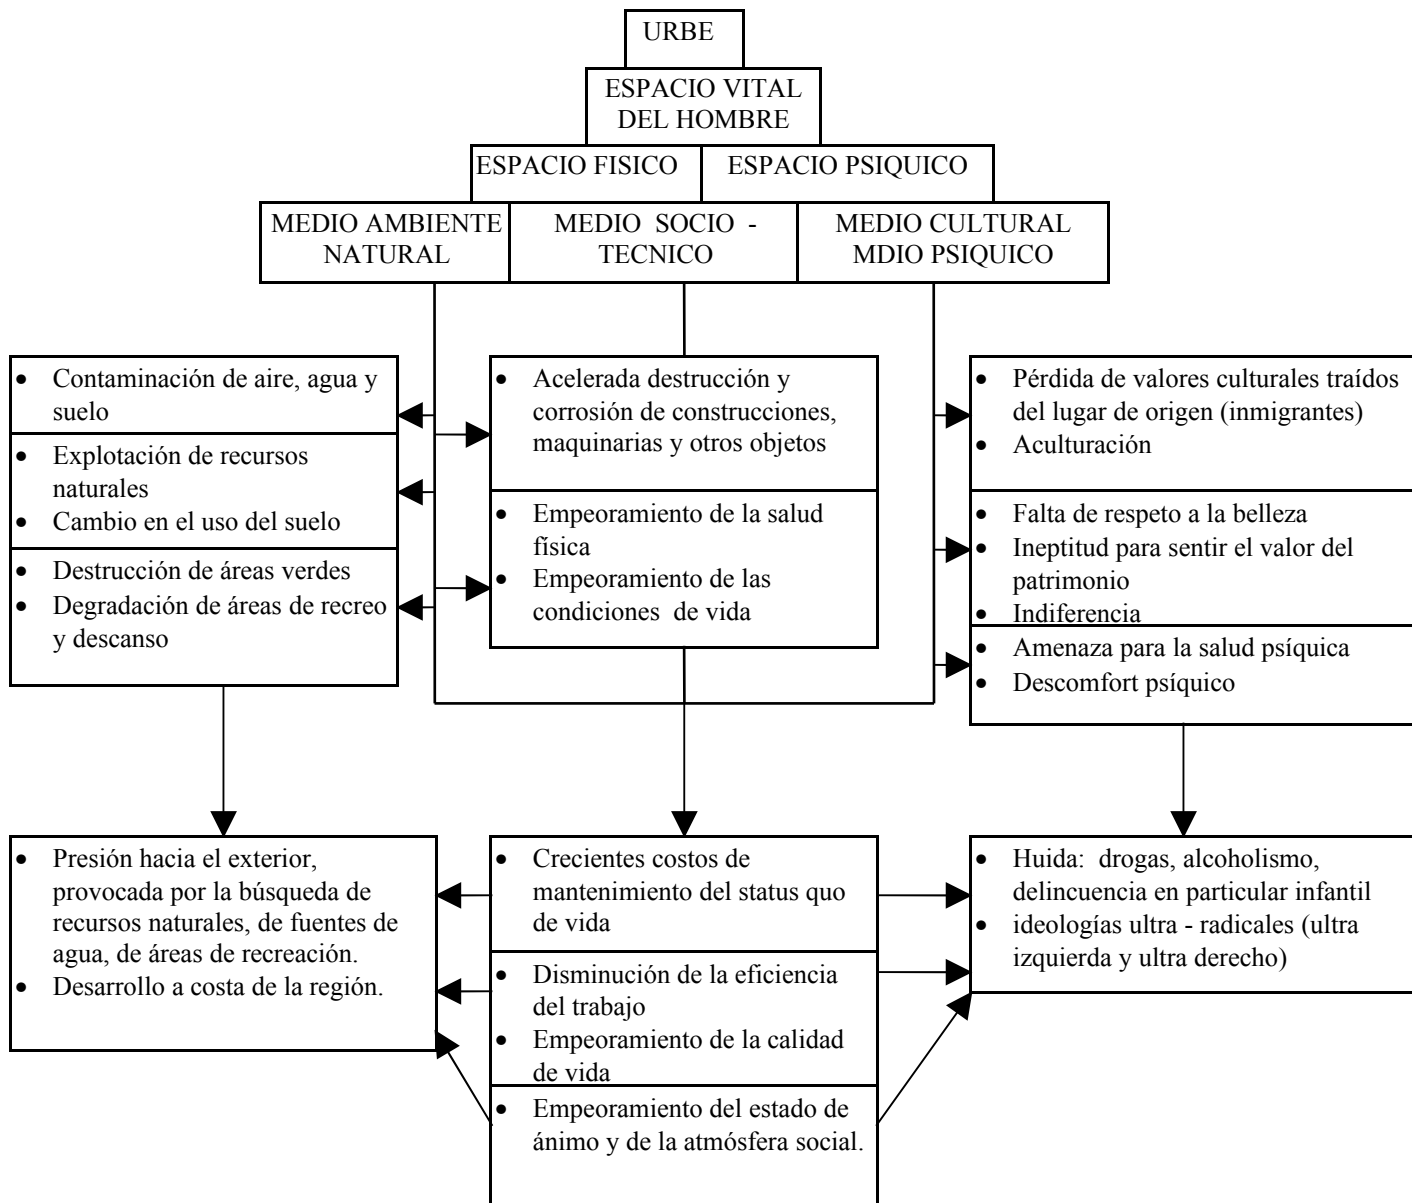 URBE
ESPACIO VITAL
DEL HOMBRE
ESPACIO FISICO
ESPACIO PSIQUICO
MEDIO AMBIENTE
NATURAL
MEDIO SOCIO -
TECNICO
MEDIO CULTURAL
MDIO PSIQUICO
• Contaminación de aire, agua y
suelo
• Explotación de recursos
naturales
• Cambio en el uso del suelo
• Destrucción de áreas verdes
• Degradación de áreas de recreo
y descanso
• Acelerada destrucción y
corrosión de construcciones,
maquinarias y otros objetos
• Empeoramiento de la salud
física
• Empeoramiento de las
condiciones de vida
• Pérdida de valores culturales traídos
del lugar de origen (inmigrantes)
• Aculturación
• Falta de respeto a la belleza
• Ineptitud para sentir el valor del
patrimonio
• Indiferencia
• Amenaza para la salud psíquica
• Descomfort psíquico
• Presión hacia el exterior,
provocada por la búsqueda de
recursos naturales, de fuentes de
agua, de áreas de recreación.
• Desarrollo a costa de la región.
• Crecientes costos de
mantenimiento del status quo
de vida
• Disminución de la eficiencia
del trabajo
• Empeoramiento de la calidad
de vida
• Empeoramiento del estado de
ánimo y de la atmósfera social.
• Huida: drogas, alcoholismo,
delincuencia en particular infantil
• ideologías ultra - radicales (ultra
izquierda y ultra derecho)